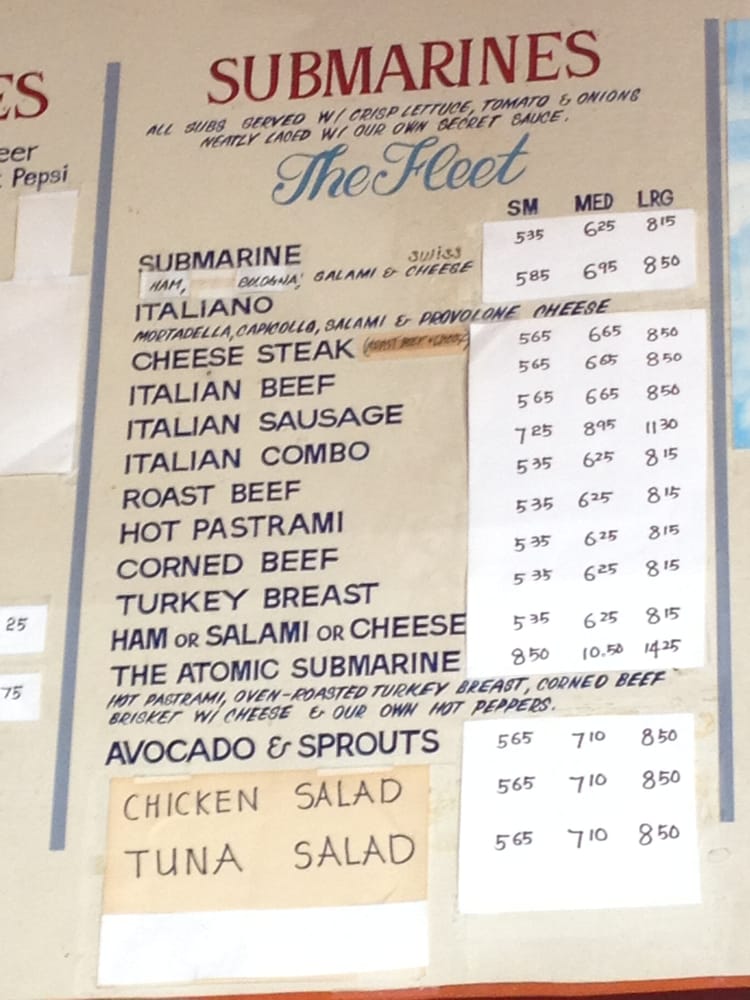 ES
eer
Pepsi
25
75
SUBMARINES
ALL SUBS SERVED W/ CRISP LETTUCE, TOMATO & ONIONS
NEATLY LACED W/ OUR OWN SECRET SAUCE.
The Fleet
SM MED LRG
SUBMARINE 535 625 815
swiss
HAM, BOLOGNA, SALAMI & CHEESE
ITALIANO 585 695 850
MORTADELLA, CAPICOLLO, SALAMI & PROVOLONE CHEESE
CHEESE STEAK (ROAST BEEF & CHEESE) 565 665 850
ITALIAN BEEF 565 665 850
ITALIAN SAUSAGE 565 665 850
ITALIAN COMBO 725 895 1130
ROAST BEEF 535 625 815
HOT PASTRAMI 535 625 815
CORNED BEEF 535 625 815
TURKEY BREAST 535 625 815
HAM OR SALAMI OR CHEESE 535 625 815
THE ATOMIC SUBMARINE 850 10.50 1425
HOT PASTRAMI, OVEN-ROASTED TURKEY BREAST, CORNED BEEF
BRISKET W/ CHEESE & OUR OWN HOT PEPPERS.
AVOCADO & SPROUTS 565 710 850
CHICKEN SALAD 565 710 850
TUNA SALAD 565 710 850